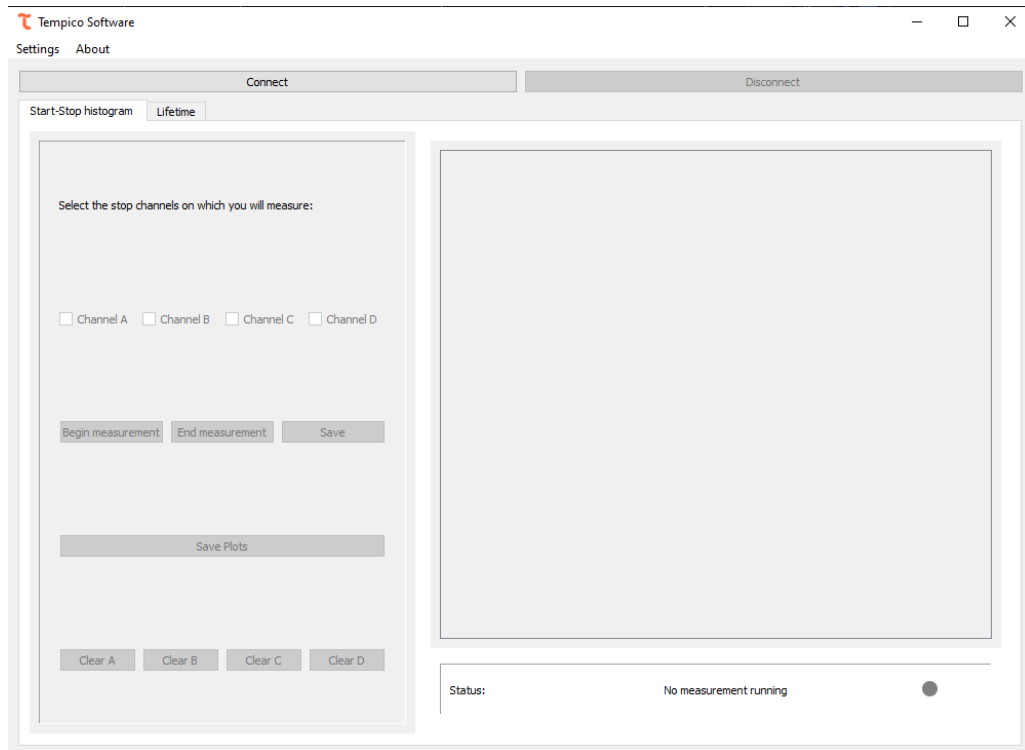 Tempico Software
Settings About
Connect Disconnect
Start-Stop histogram Lifetime
Select the stop channels on which you will measure:
Channel A Channel B Channel C Channel D
Begin measurement End measurement Save
Save Plots
Clear A Clear B Clear C Clear D
Status: No measurement running